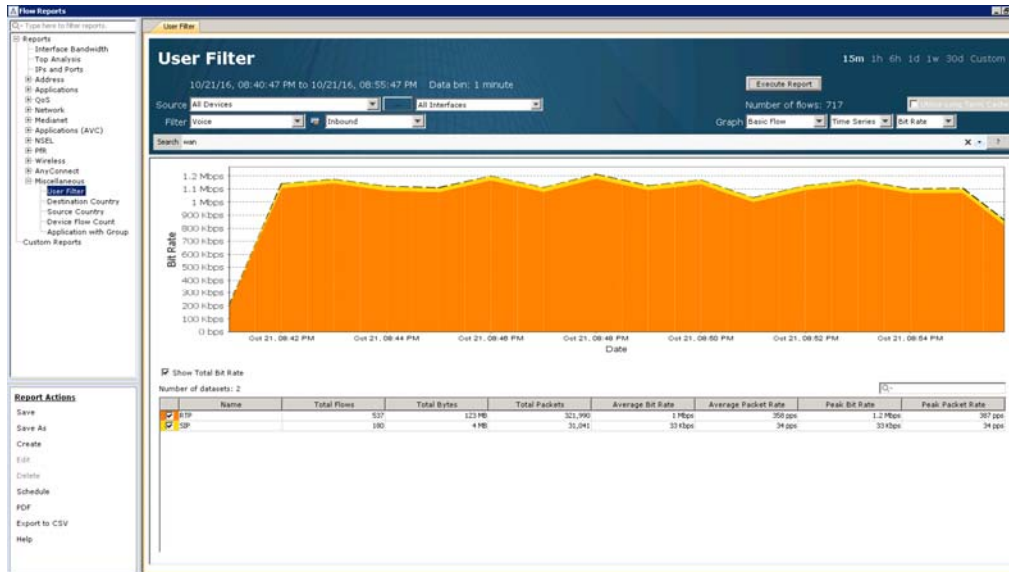 Flow Reports
Type here to filter reports.
Reports
Interface Bandwidth
Top Analysis
IPs and Ports
Address
Applications
QoS
Network
Medianet
Applications (AVC)
NSEL
PfR
Wireless
AnyConnect
Miscellaneous
User Filter
Destination Country
Source Country
Device Flow Count
Application with Group
Custom Reports
Report Actions
Save
Save As
Create
Edit
Delete
Schedule
PDF
Export to CSV
Help
User Filter
User Filter
15m 1h 6h 1d 1w 30d Custom
10/21/16, 08:40:47 PM to 10/21/16, 08:55:47 PM Data bin: 1 minute
Execute Report
Source All Devices ... All Interfaces
Number of flows: 717
Filter Voice Inbound
Graph Basic Flow Time Series Bit Rate
Search wan X ?
1.2 Mbps
1.1 Mbps
1 Mbps
900 Kbps
800 Kbps
700 Kbps
600 Kbps
500 Kbps
400 Kbps
300 Kbps
200 Kbps
100 Kbps
0 bps
Bit Rate
Oct 21, 08:42 PM Oct 21, 08:44 PM Oct 21, 08:46 PM Oct 21, 08:48 PM Oct 21, 08:50 PM Oct 21, 08:52 PM Oct 21, 08:54 PM
Date
Show Total Bit Rate
Number of datasets: 2
Name Total Flows Total Bytes Total Packets Average Bit Rate Average Packet Rate Peak Bit Rate Peak Packet Rate
RTP 537 123 MB 321,990 1 Mbps 358 pps 1.2 Mbps 387 pps
SIP 180 4 MB 31,041 33 Kbps 34 pps 33 Kbps 34 pps